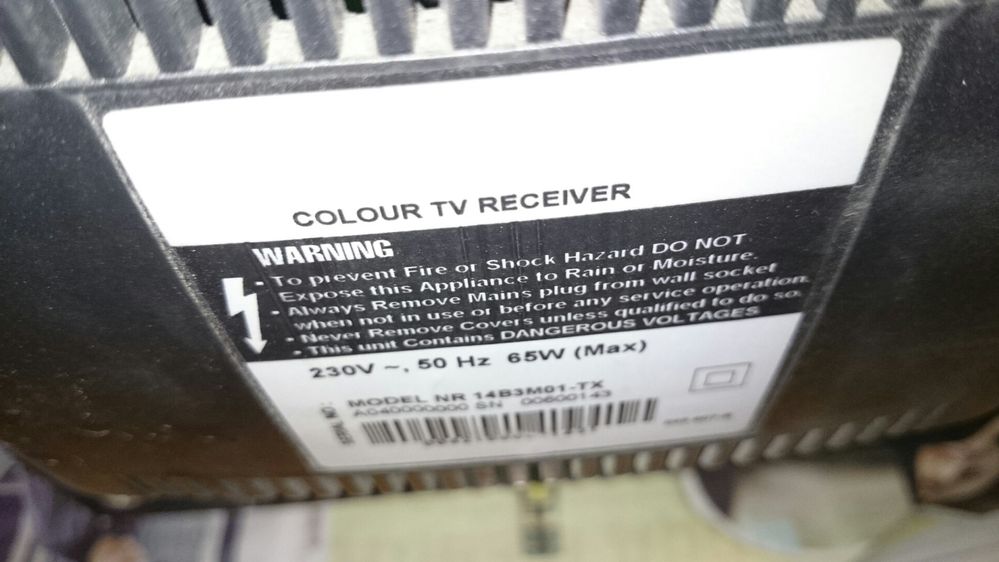 COLOUR TV RECEIVER
WARNING
• To prevent Fire or Shock Hazard DO NOT
Expose this Appliance to Rain or Moisture.
• Always Remove Mains plug from wall socket
when not in use or before any service operation.
• Never Remove Covers unless qualified to do so.
• This unit Contains DANGEROUS VOLTAGES
230V ~, 50 Hz 65W (Max)
MODEL NR 14B3M01-TX
A040000000 SN 00600143
SERIAL NO: